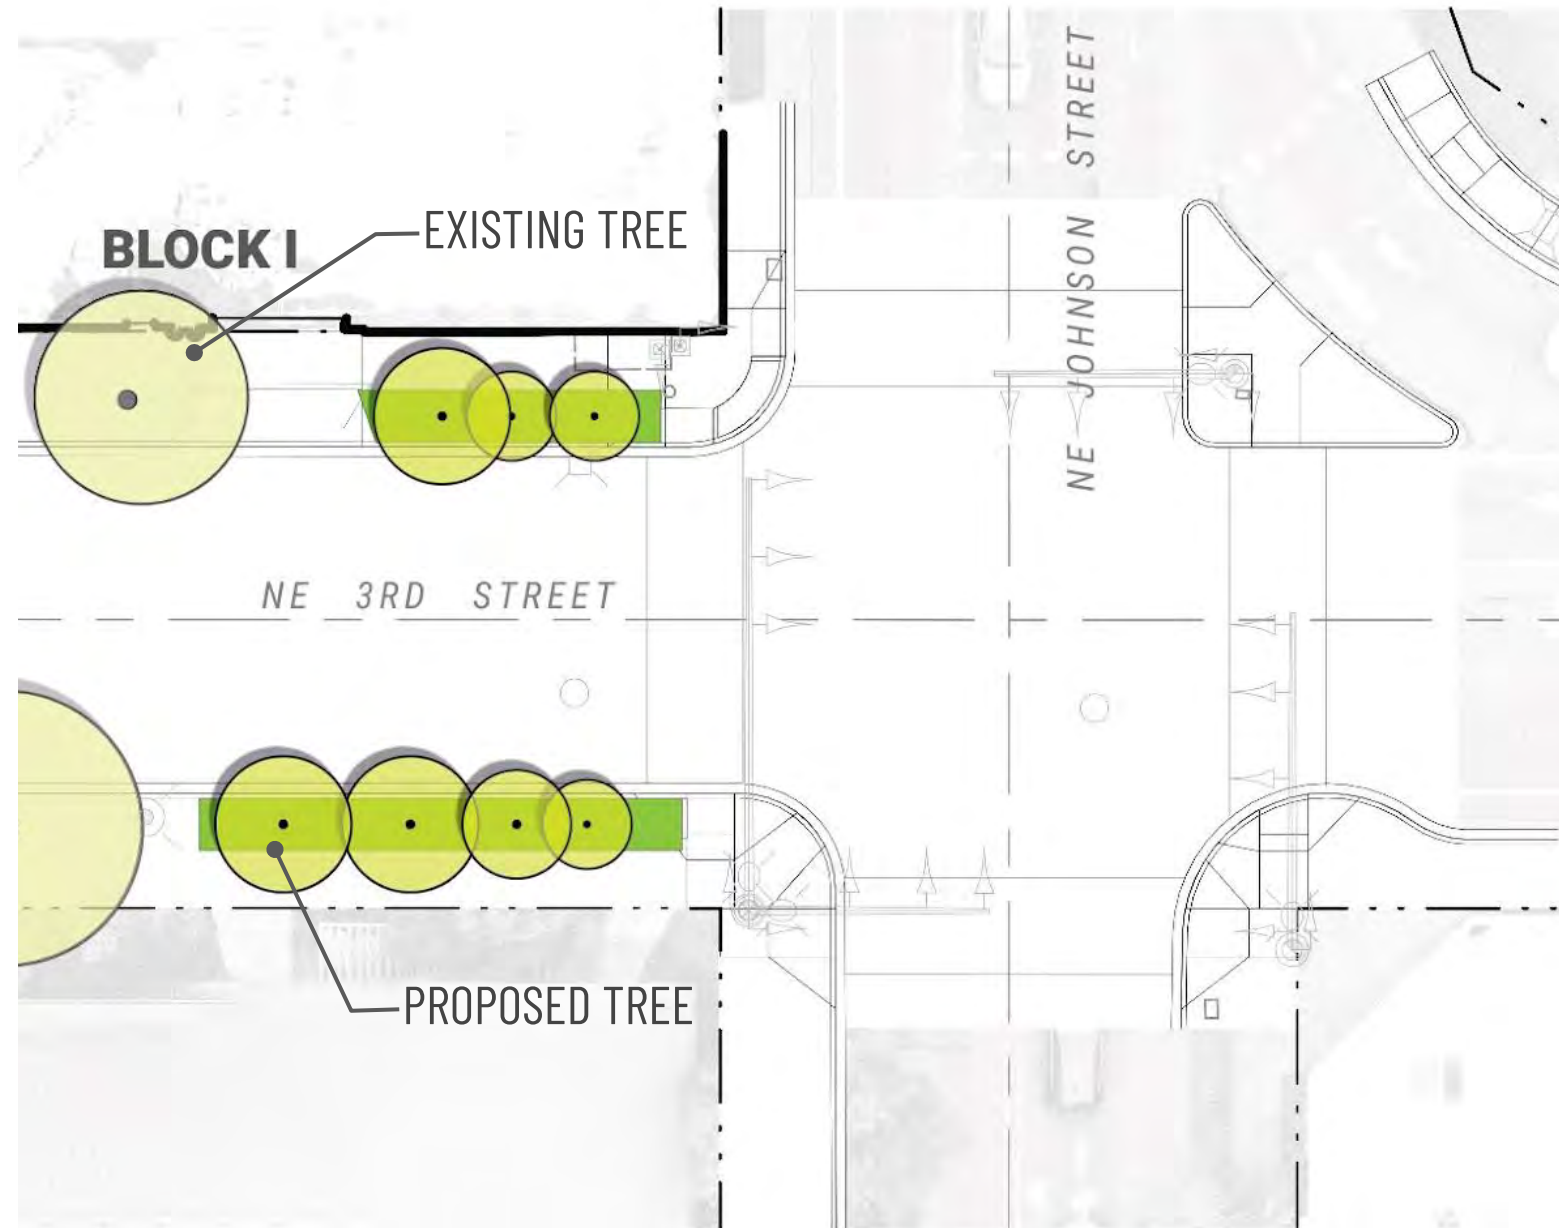 NE JOHNSON STREET
EXISTING TREE
BLOCK I
NE 3RD STREET
PROPOSED TREE